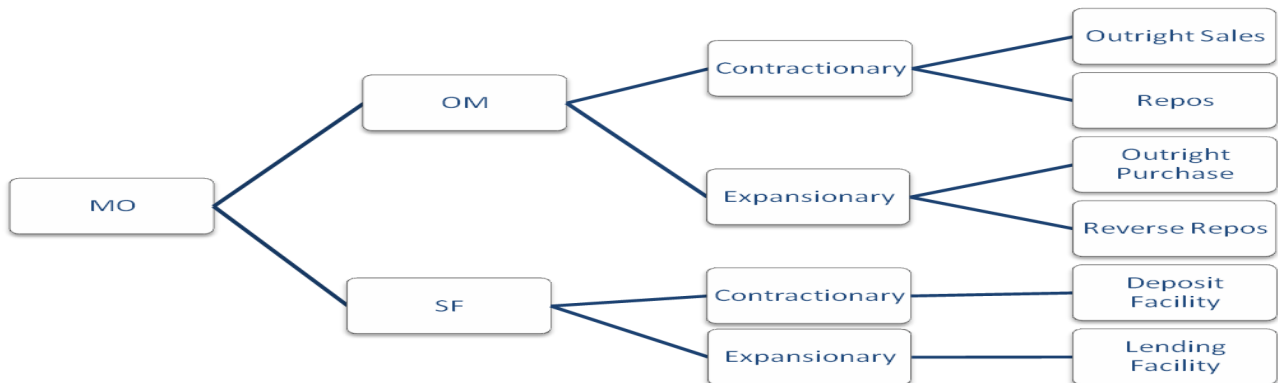 MO
OM
SF
Contractionary
Expansionary
Contractionary
Expansionary
Outright Sales
Repos
Outright
Purchase
Reverse Repos
Deposit
Facility
Lending
Facility